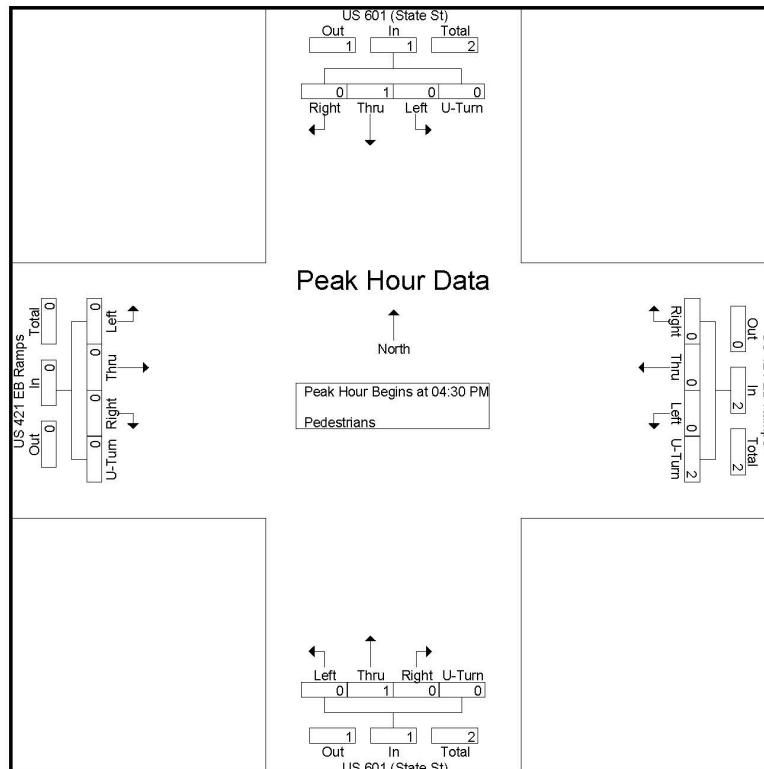 US 601 (State St)
Out In Total
1 1 2
0 1 0 0
Right Thru Left U-Turn
Peak Hour Data
North
Peak Hour Begins at 04:30 PM
Pedestrians
US 421 EB Ramps
Out In Total
0 0 0
Left Thru Right U-Turn
0 0 0 0
Right Thru Left U-Turn
0 0 0 2
Out In Total
0 2 2
Left Thru Right U-Turn
0 1 0 0
1 1 2
Out In Total
US 601 (State St)